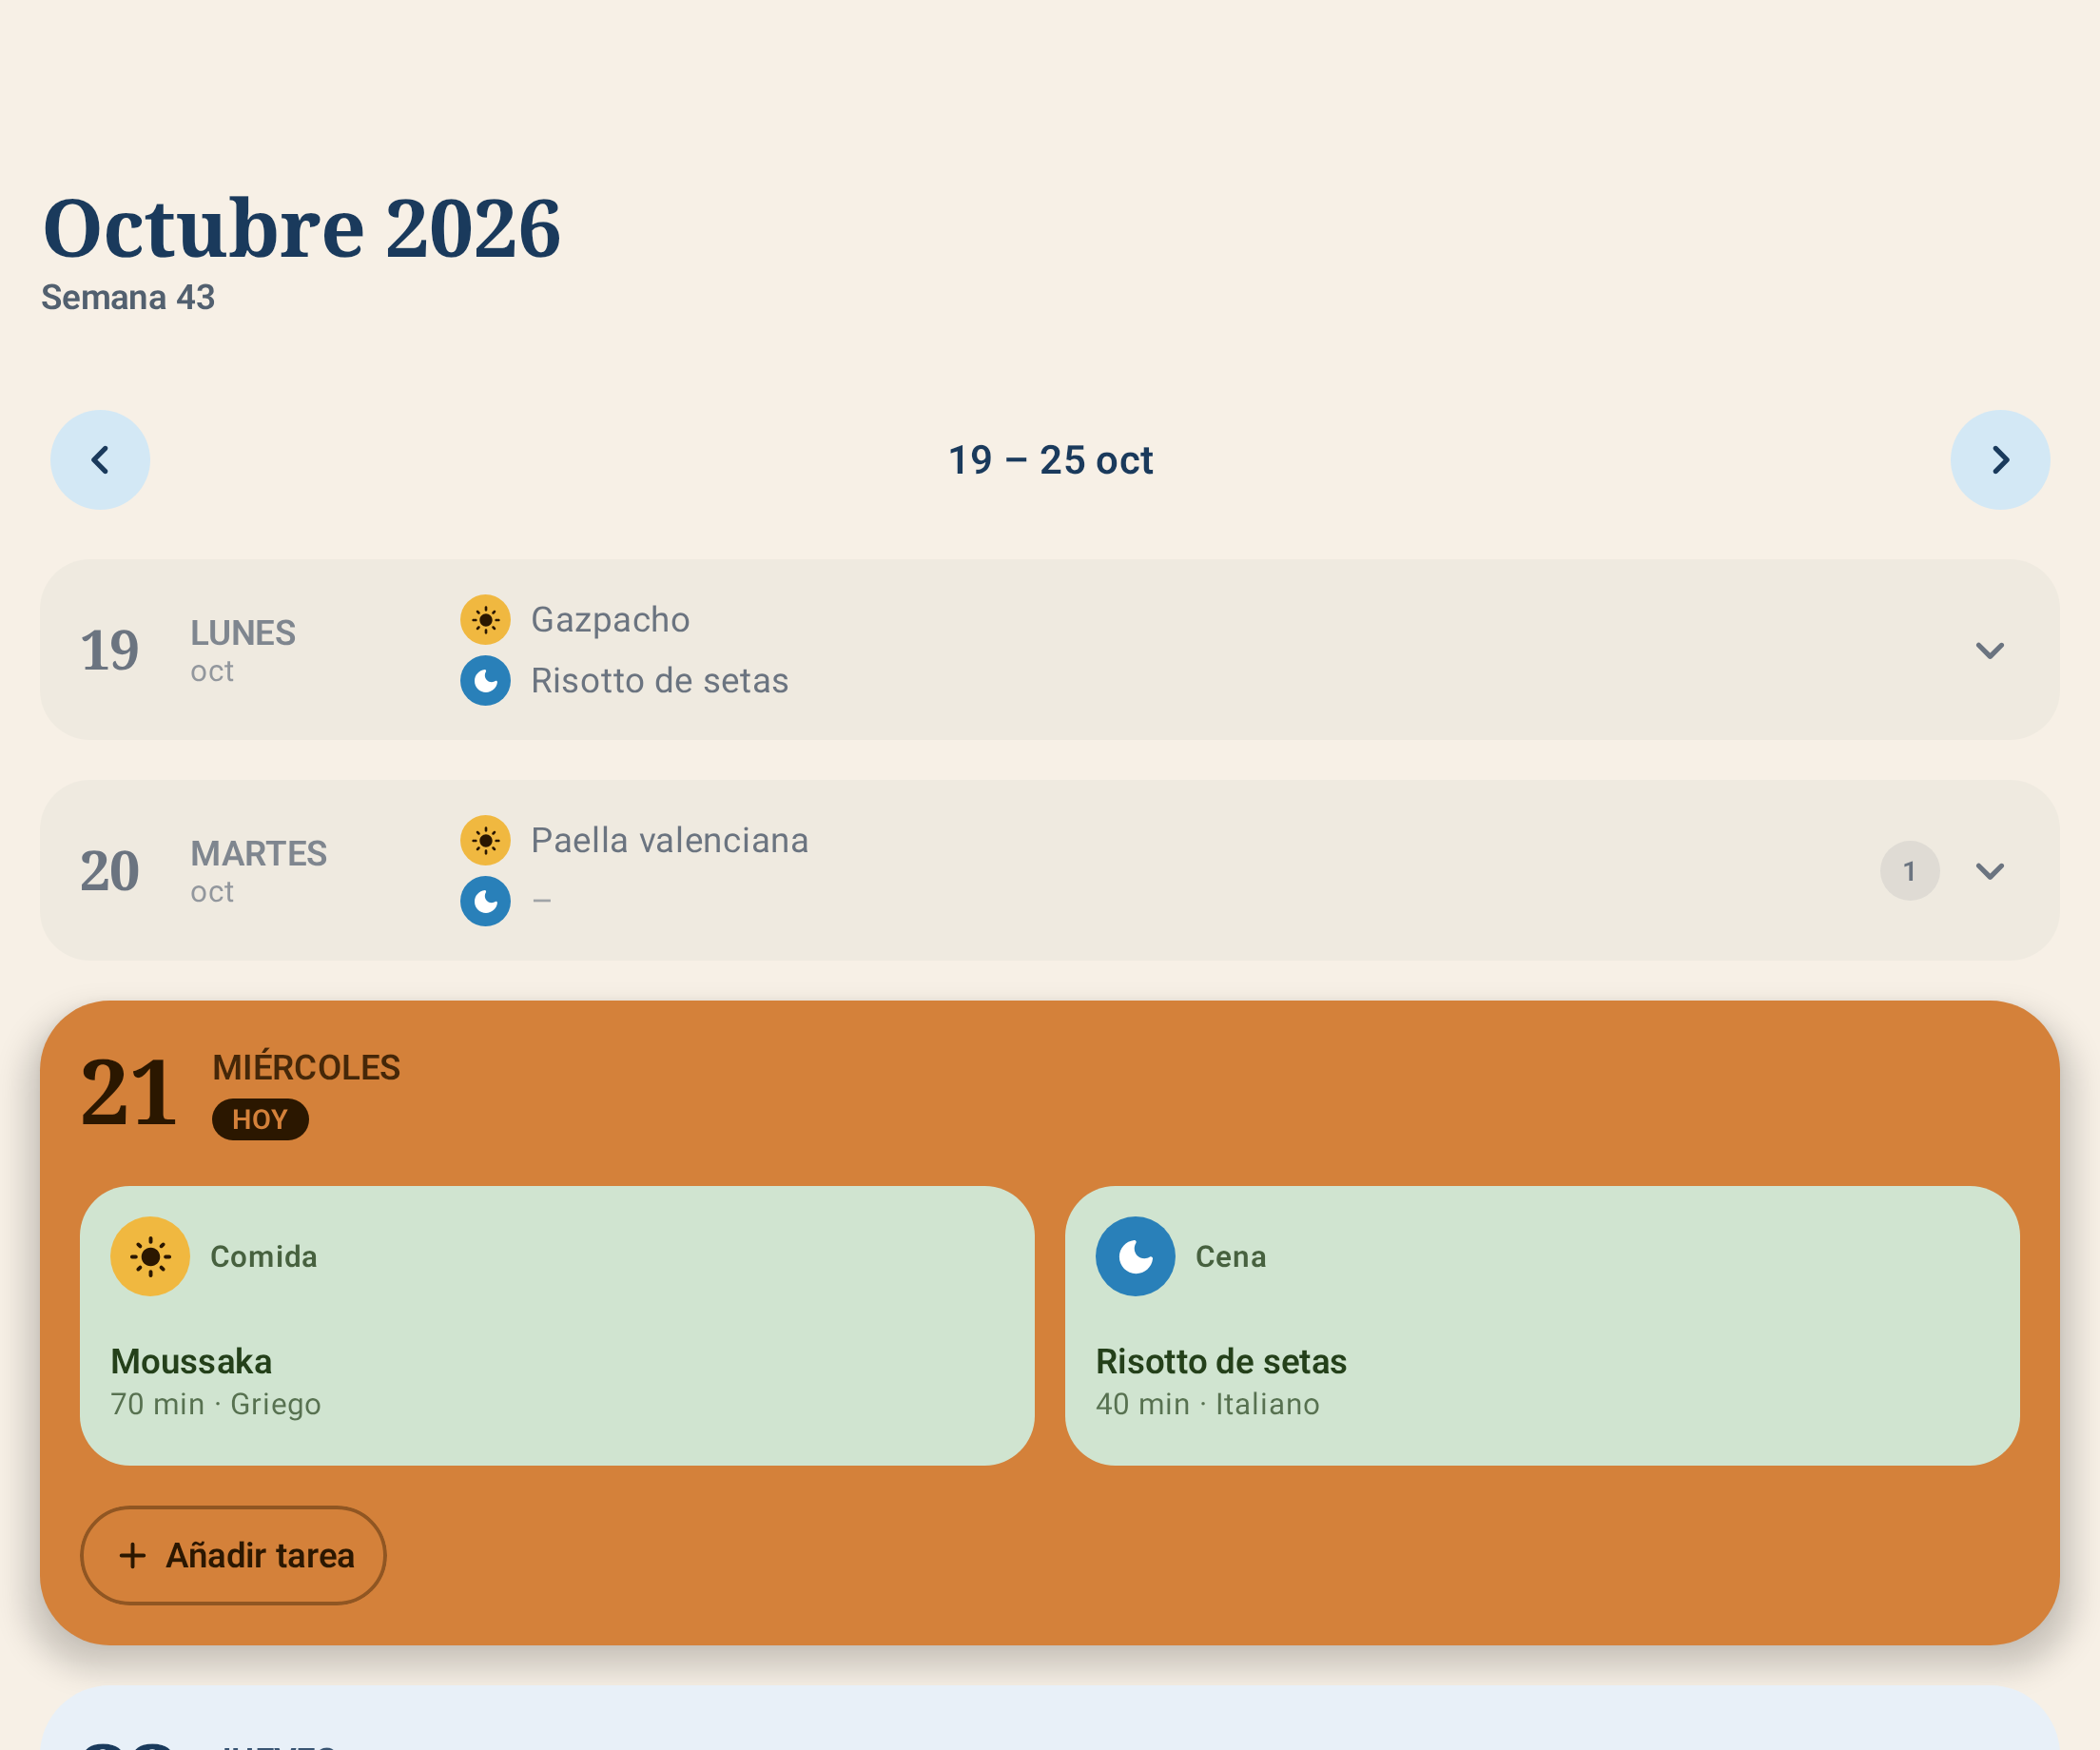 Octubre 2026
Semana 43
19 – 25 oct
19
LUNES
oct
Gazpacho
Risotto de setas
20
MARTES
oct
Paella valenciana
–
1
21
MIÉRCOLES
HOY
Comida
Moussaka
70 min · Griego
Cena
Risotto de setas
40 min · Italiano
+ Añadir tarea